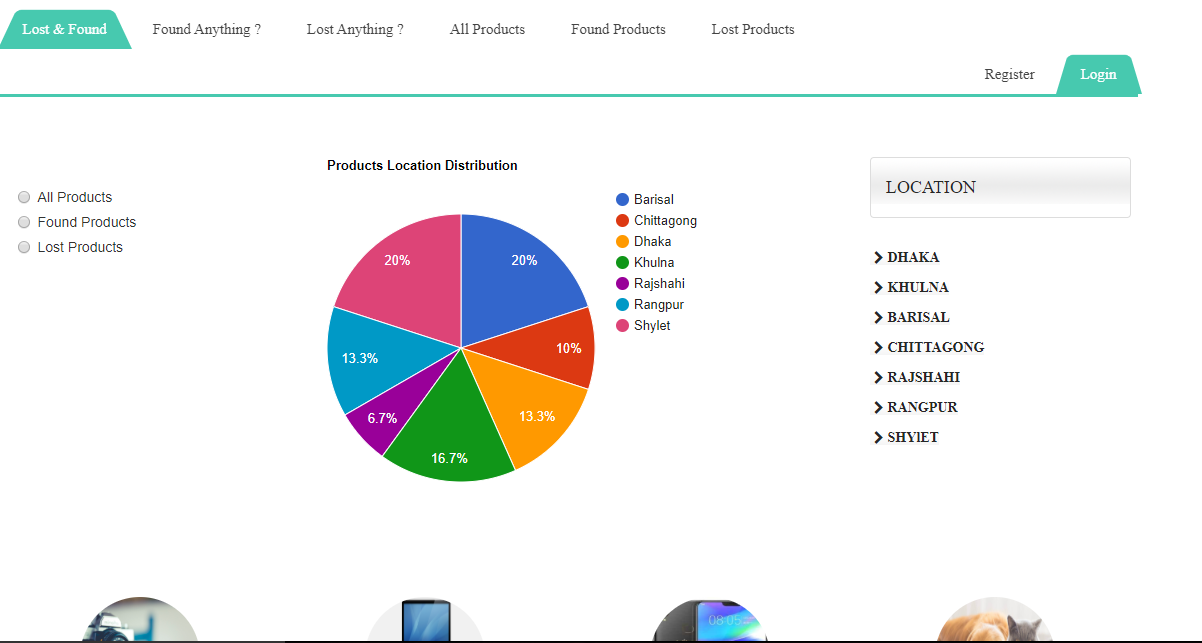 Lost & Found Found Anything ? Lost Anything ? All Products Found Products Lost Products
Register Login
All Products
Found Products
Lost Products
Products Location Distribution
20%
20%
10%
13.3%
13.3%
6.7%
16.7%
Barisal
Chittagong
Dhaka
Khulna
Rajshahi
Rangpur
Shylet
LOCATION
DHAKA
KHULNA
BARISAL
CHITTAGONG
RAJSHAHI
RANGPUR
SHYlET
08:05